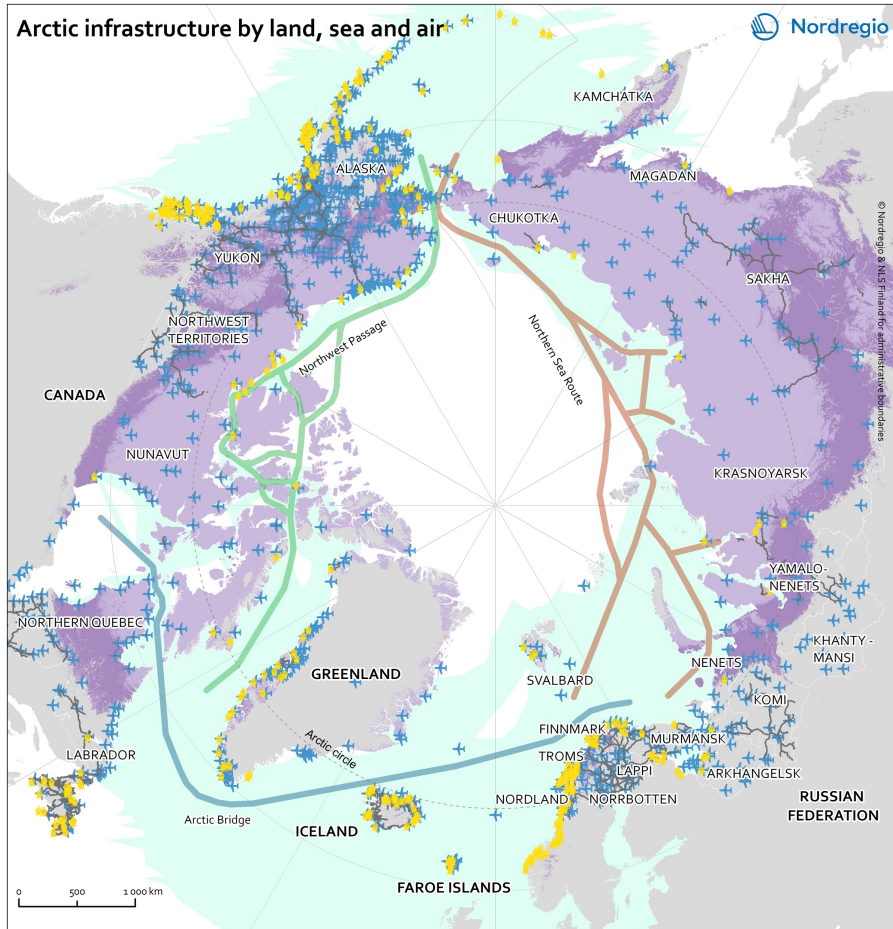 Arctic infrastructure by land, sea and air
Nordregio
KAMCHATKA
ALASKA
MAGADAN
CHUKOTKA
YUKON
SAKHA
NORTHWEST
TERRITORIES
Northwest Passage
Northern Sea Route
CANADA
NUNAVUT
KRASNOYARSK
YAMALO-
NENETS
NORTHERN QUEBEC
KHANTY -
MANSI
GREENLAND
NENETS
SVALBARD
KOMI
FINNMARK
MURMANSK
LABRADOR
Arctic circle
TROMS
LAPPI
ARKHANGELSK
NORDLAND
NORRBOTTEN
RUSSIAN
FEDERATION
Arctic Bridge
ICELAND
FAROE ISLANDS
0 500 1 000 km
© Nordregio & NLS Finland for administrative boundaries